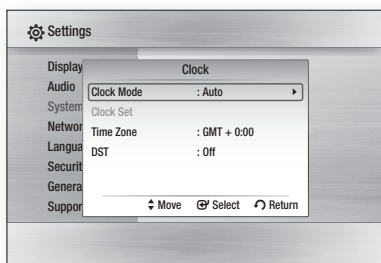 Settings
Display
Clock
Audio
Clock Mode : Auto
System
Clock Set
Networ
Time Zone : GMT + 0:00
Langua
DST : Off
Securit
Genera
Suppor
Move Select Return